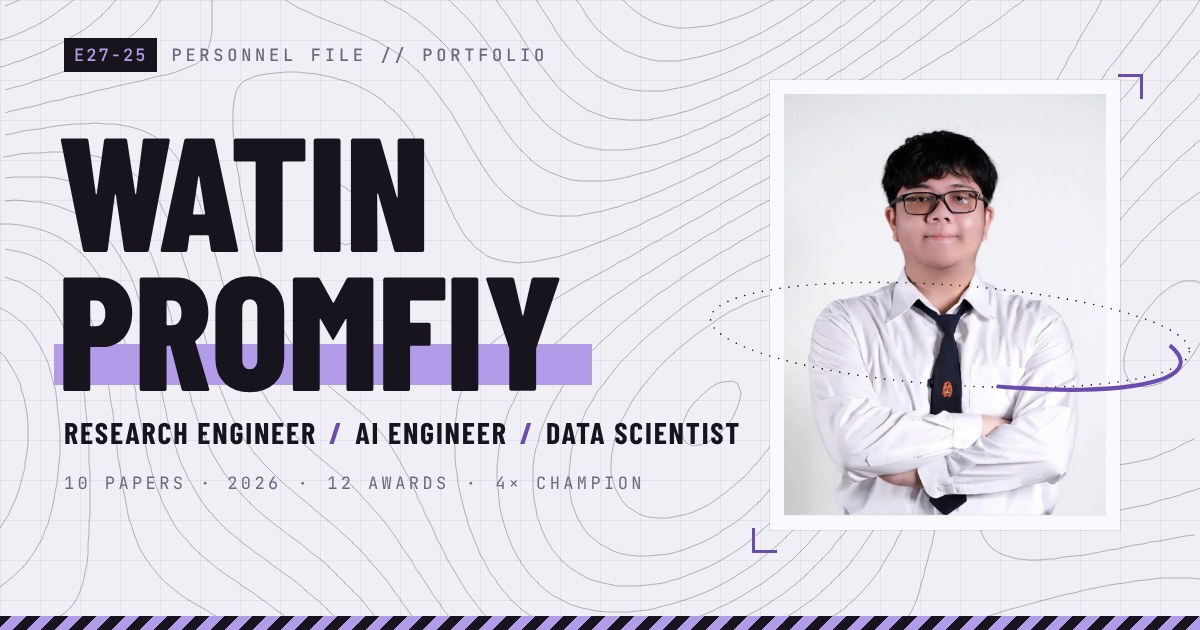 E27-25 PERSONNEL FILE // PORTFOLIO
WATIN
PROMFIY
RESEARCH ENGINEER / AI ENGINEER / DATA SCIENTIST
10 PAPERS · 2026 · 12 AWARDS · 4× CHAMPION